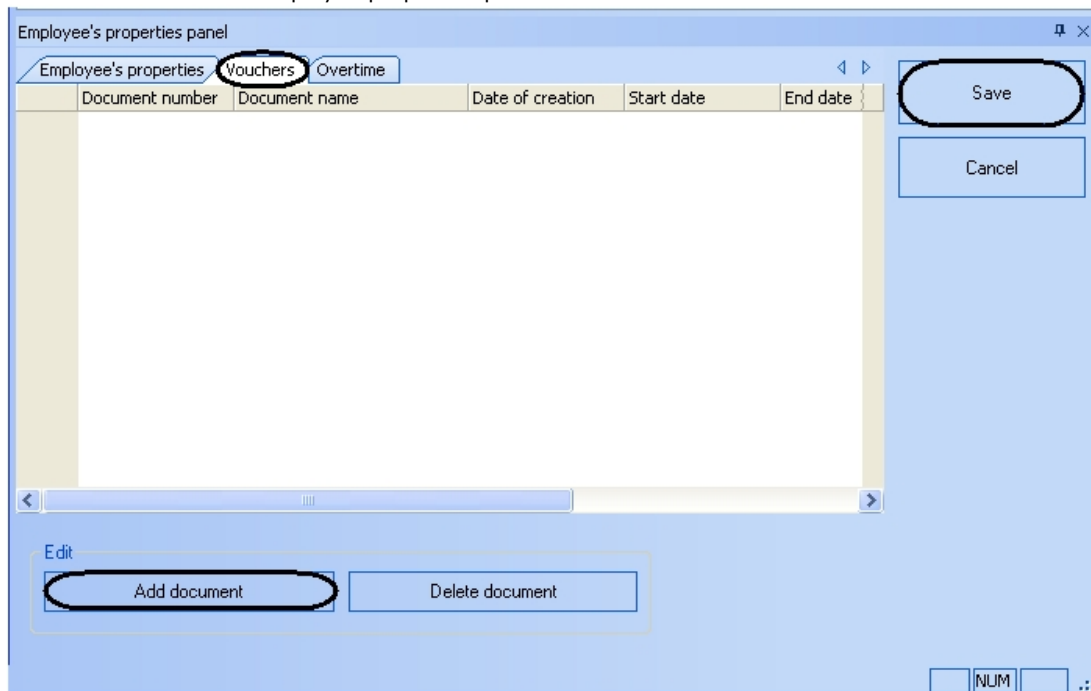 Employee's properties panel
Employee's properties Vouchers Overtime
Document number Document name Date of creation Start date End date
Save
Cancel
Edit
Add document Delete document
NUM